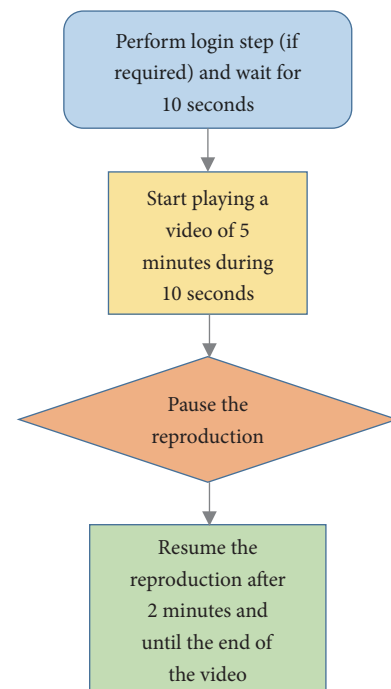 Perform login step (if
required) and wait for
10 seconds
Start playing a
video of 5
minutes during
10 seconds
Pause the
reproduction
Resume the
reproduction after
2 minutes and
until the end of
the video